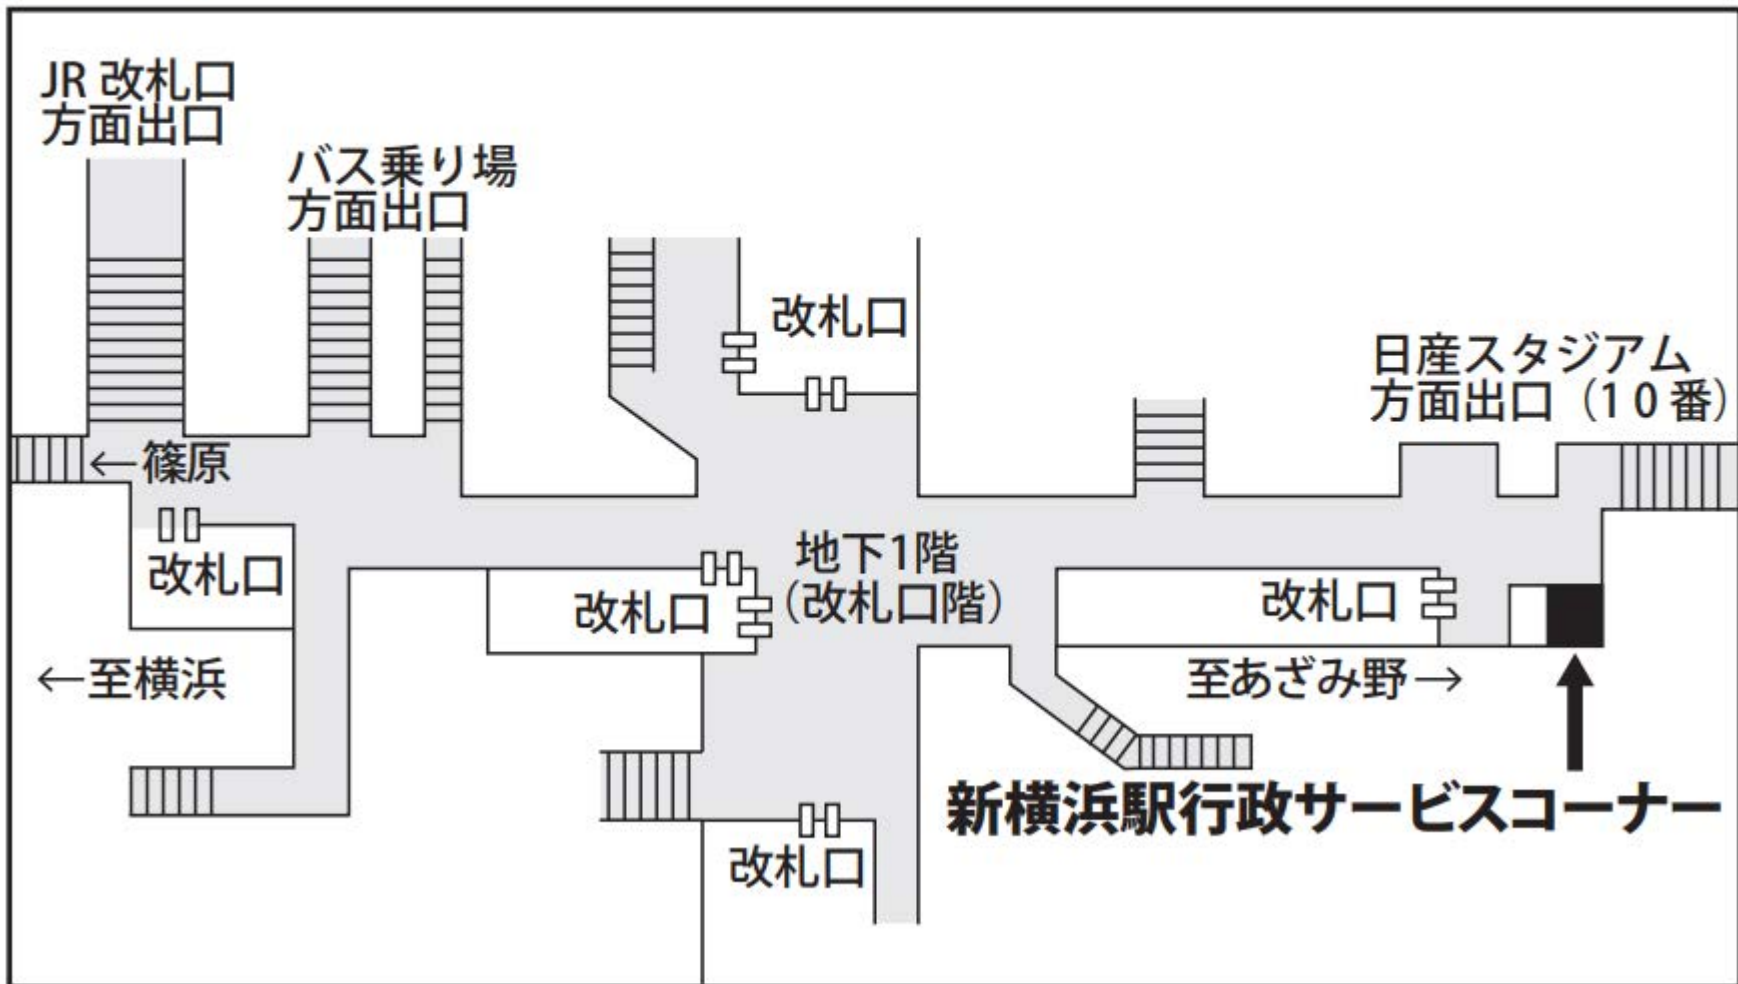 JR 改札口
方面出口
バス乗り場
方面出口
改札口
日産スタジアム
方面出口（10番）
←篠原
改札口
改札口
地下1階
（改札口階）
改札口
←至横浜
至あざみ野→
新横浜駅行政サービスコーナー
改札口